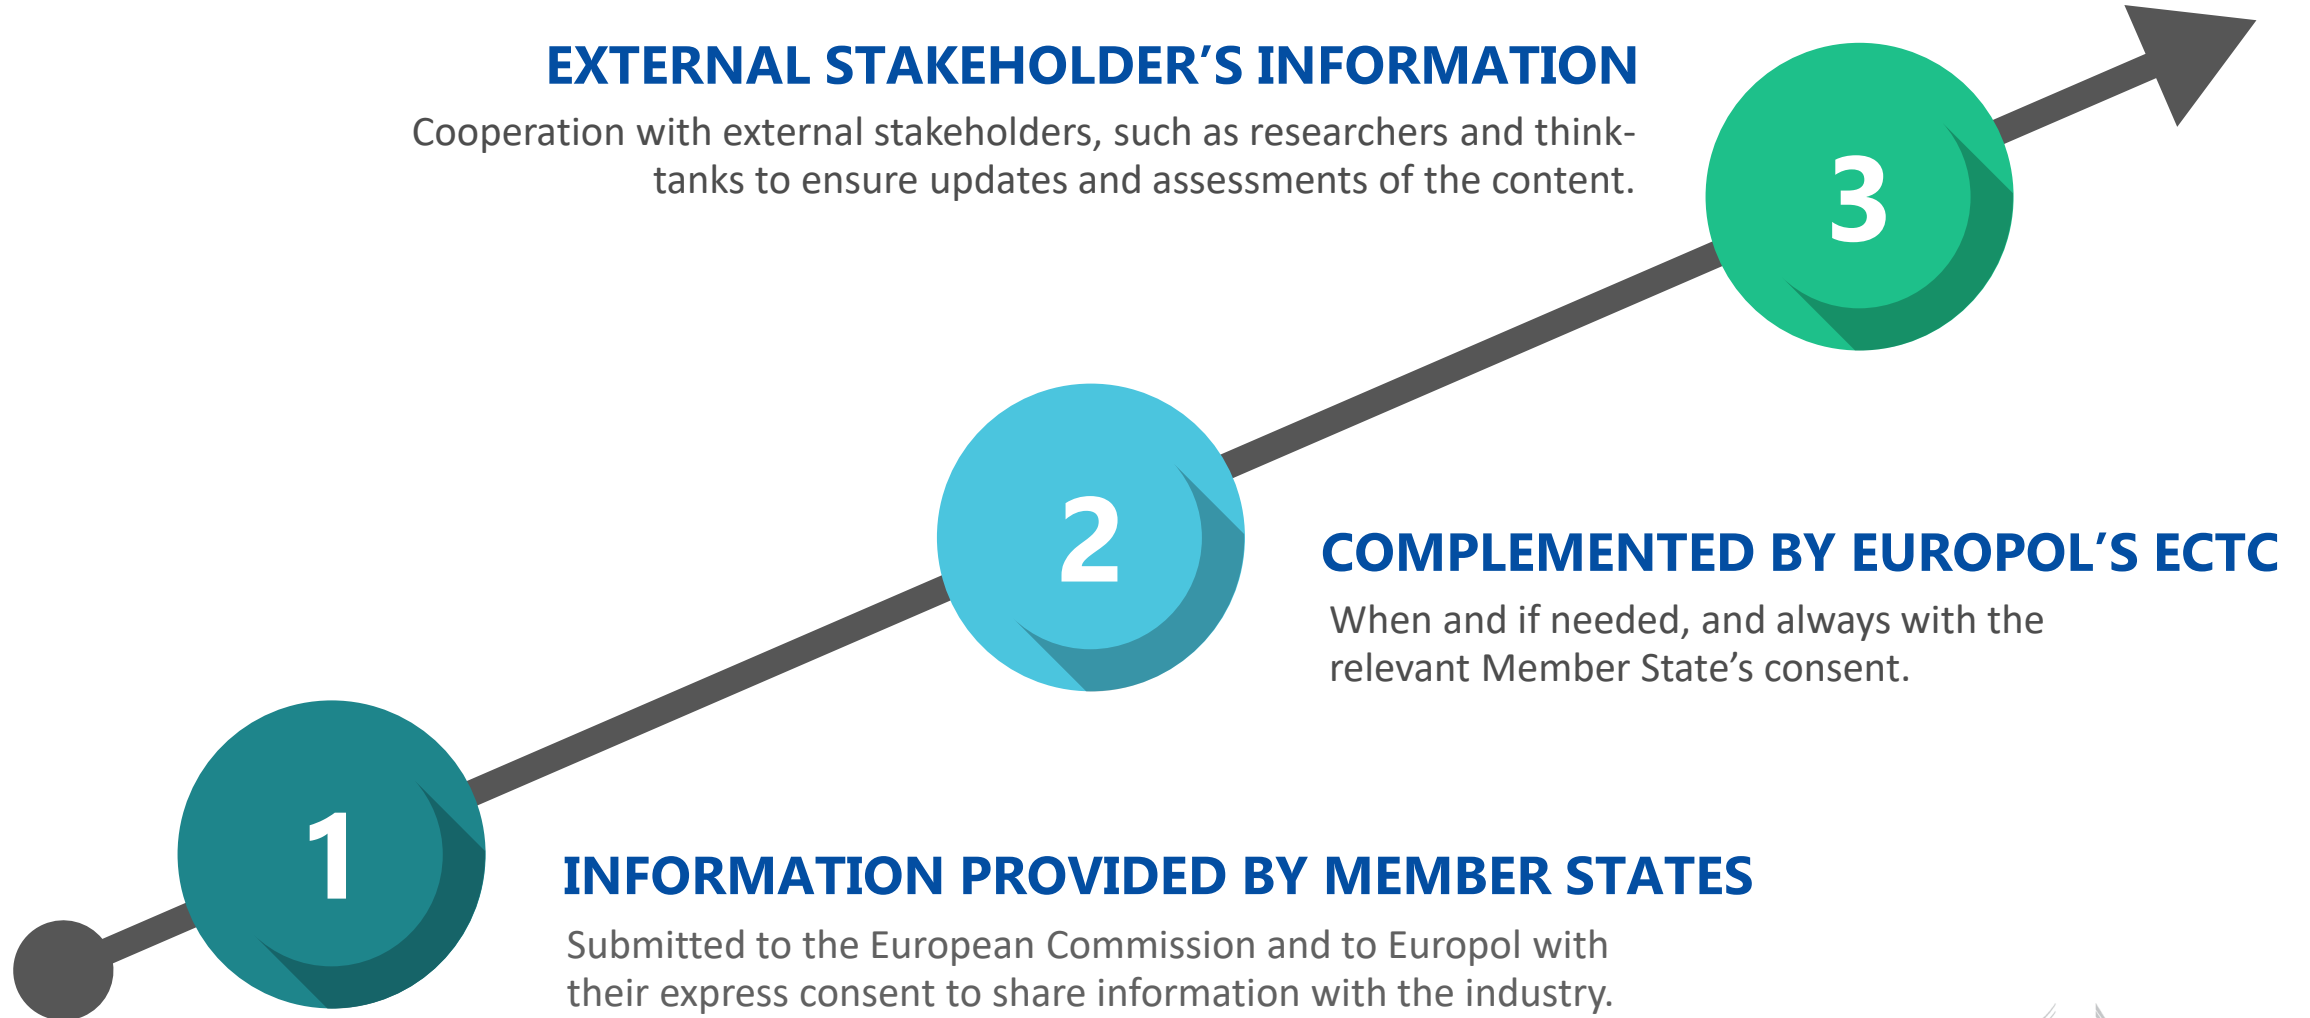 EXTERNAL STAKEHOLDER’S INFORMATION
Cooperation with external stakeholders, such as researchers and think-
tanks to ensure updates and assessments of the content.
3
2
COMPLEMENTED BY EUROPOL’S ECTC
When and if needed, and always with the
relevant Member State’s consent.
1
INFORMATION PROVIDED BY MEMBER STATES
Submitted to the European Commission and to Europol with
their express consent to share information with the industry.